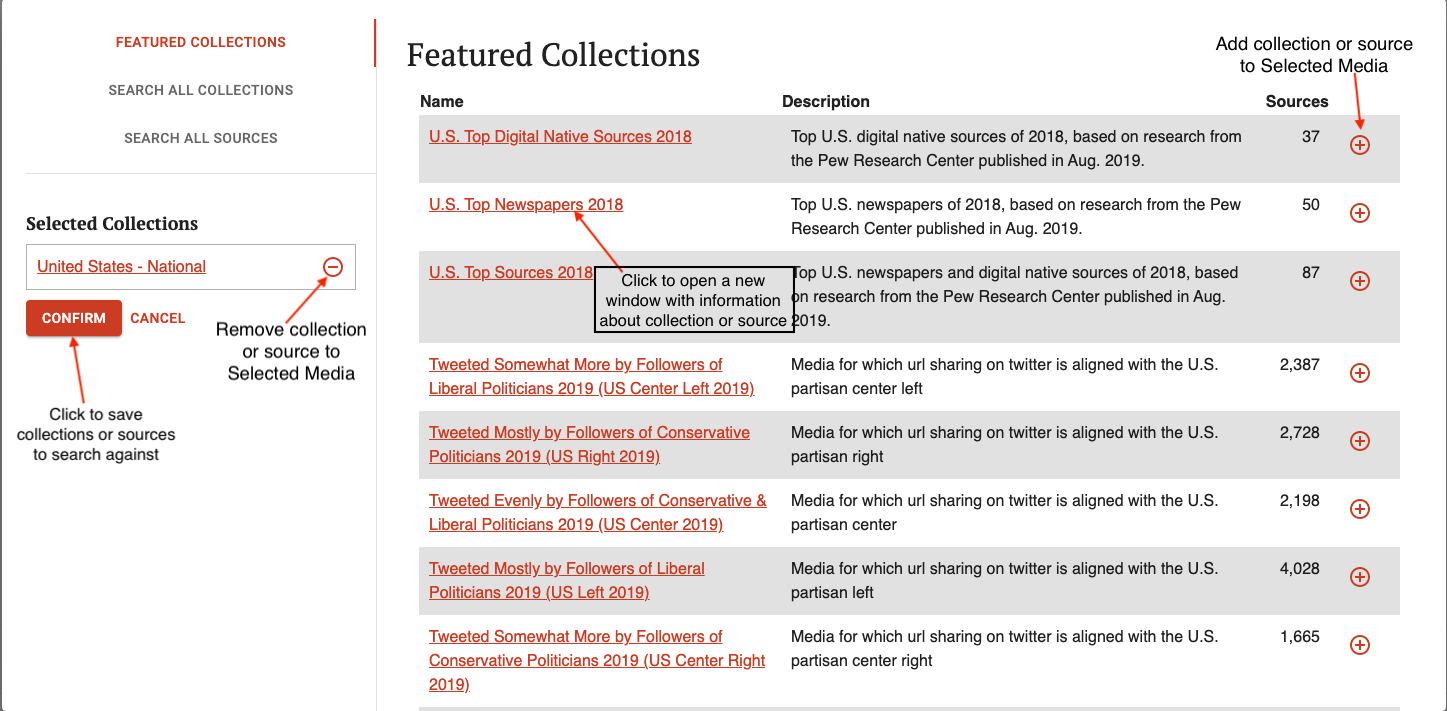 FEATURED COLLECTIONS
SEARCH ALL COLLECTIONS
SEARCH ALL SOURCES
Selected Collections
United States - National
CONFIRM CANCEL
Remove collection
or source to
Selected Media
Click to save
collections or sources
to search against
Featured Collections
Add collection or source
to Selected Media
Name Description Sources
U.S. Top Digital Native Sources 2018
Top U.S. digital native sources of 2018, based on research from
the Pew Research Center published in Aug. 2019.
37
U.S. Top Newspapers 2018
Top U.S. newspapers of 2018, based on research from the Pew
Research Center published in Aug. 2019.
50
U.S. Top Sources 2018
Click to open a new
window with information
about collection or source
Top U.S. newspapers and digital native sources of 2018, based
on research from the Pew Research Center published in Aug.
2019.
87
Tweeted Somewhat More by Followers of
Liberal Politicians 2019 (US Center Left 2019)
Media for which url sharing on twitter is aligned with the U.S.
partisan center left
2,387
Tweeted Mostly by Followers of Conservative
Politicians 2019 (US Right 2019)
Media for which url sharing on twitter is aligned with the U.S.
partisan right
2,728
Tweeted Evenly by Followers of Conservative &
Liberal Politicians 2019 (US Center 2019)
Media for which url sharing on twitter is aligned with the U.S.
partisan center
2,198
Tweeted Mostly by Followers of Liberal
Politicians 2019 (US Left 2019)
Media for which url sharing on twitter is aligned with the U.S.
partisan left
4,028
Tweeted Somewhat More by Followers of
Conservative Politicians 2019 (US Center Right
2019)
Media for which url sharing on twitter is aligned with the U.S.
partisan center right
1,665